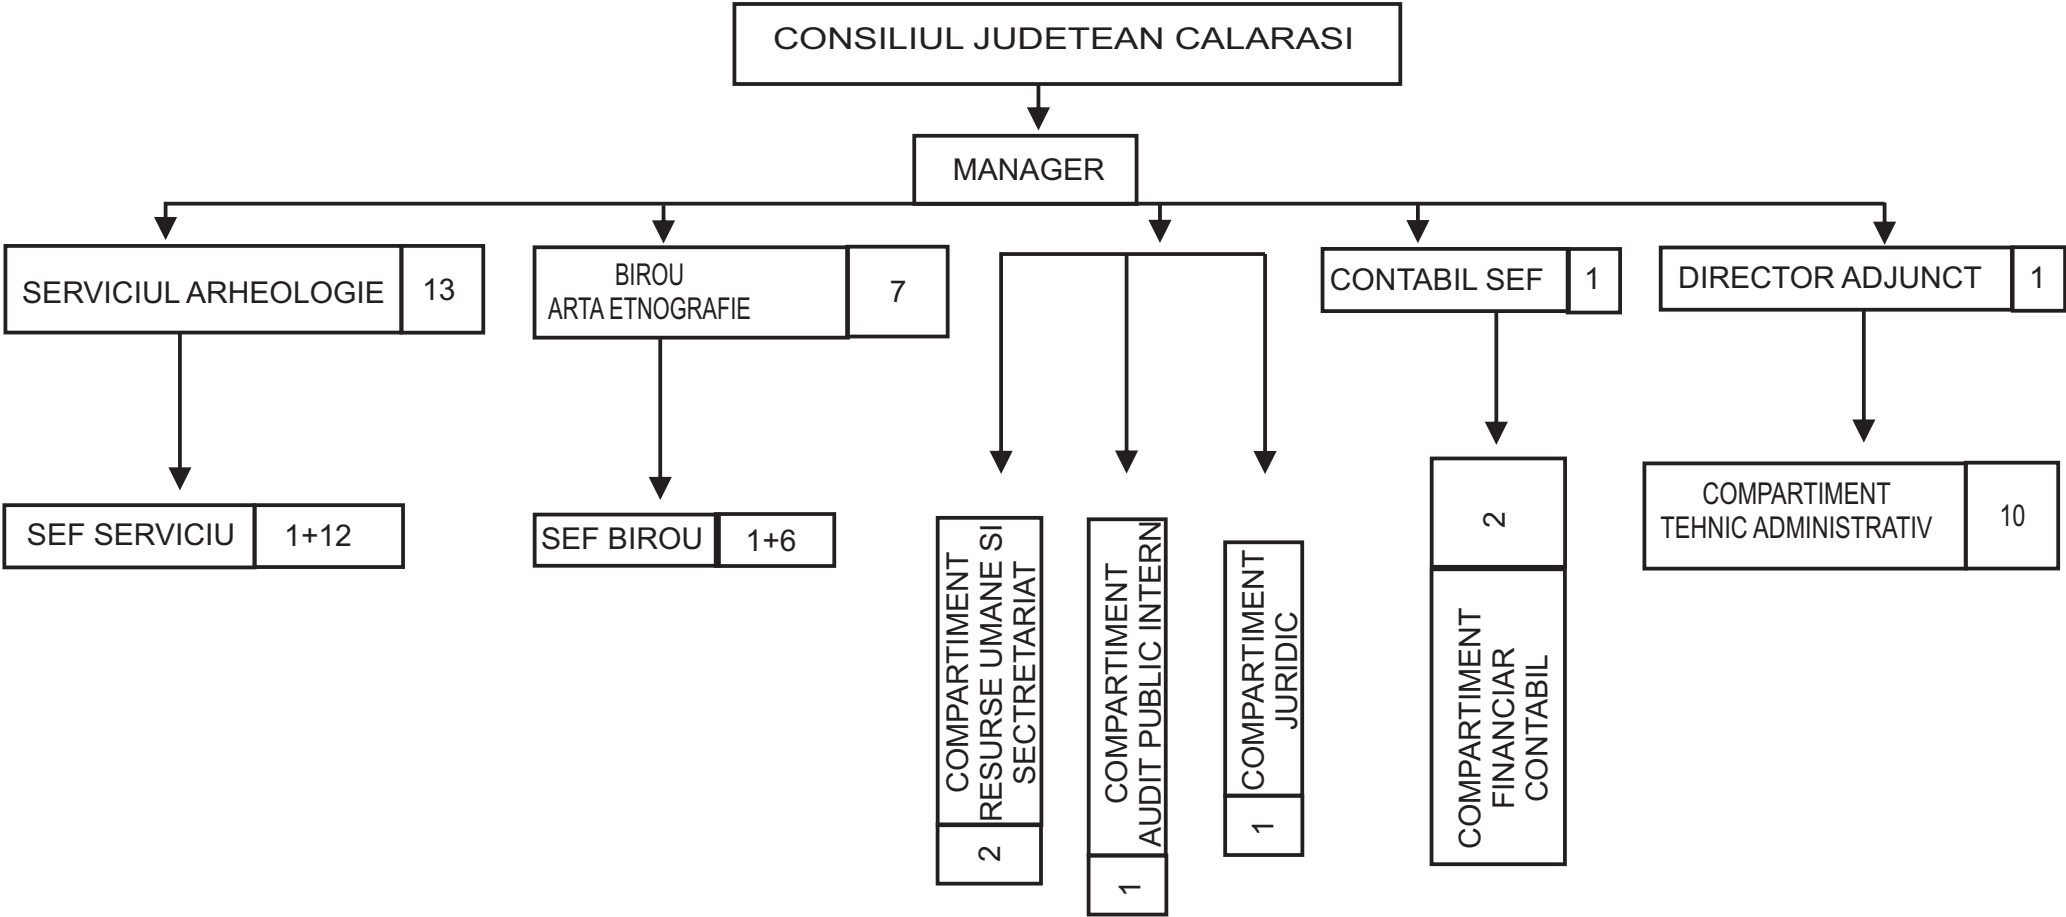 CONSILIUL JUDETEAN CALARASI
MANAGER
SERVICIUL ARHEOLOGIE
13
BIROU
ARTA ETNOGRAFIE
7
CONTABIL SEF
1
DIRECTOR ADJUNCT
1
SEF SERVICIU
1+12
SEF BIROU
1+6
COMPARTIMENT
RESURSE UMANE SI
SECTRETARIAT
2
COMPARTIMENT
AUDIT PUBLIC INTERN
1
COMPARTIMENT
JURIDIC
1
2
COMPARTIMENT
FINANCIAR
CONTABIL
COMPARTIMENT
TEHNIC ADMINISTRATIV
10